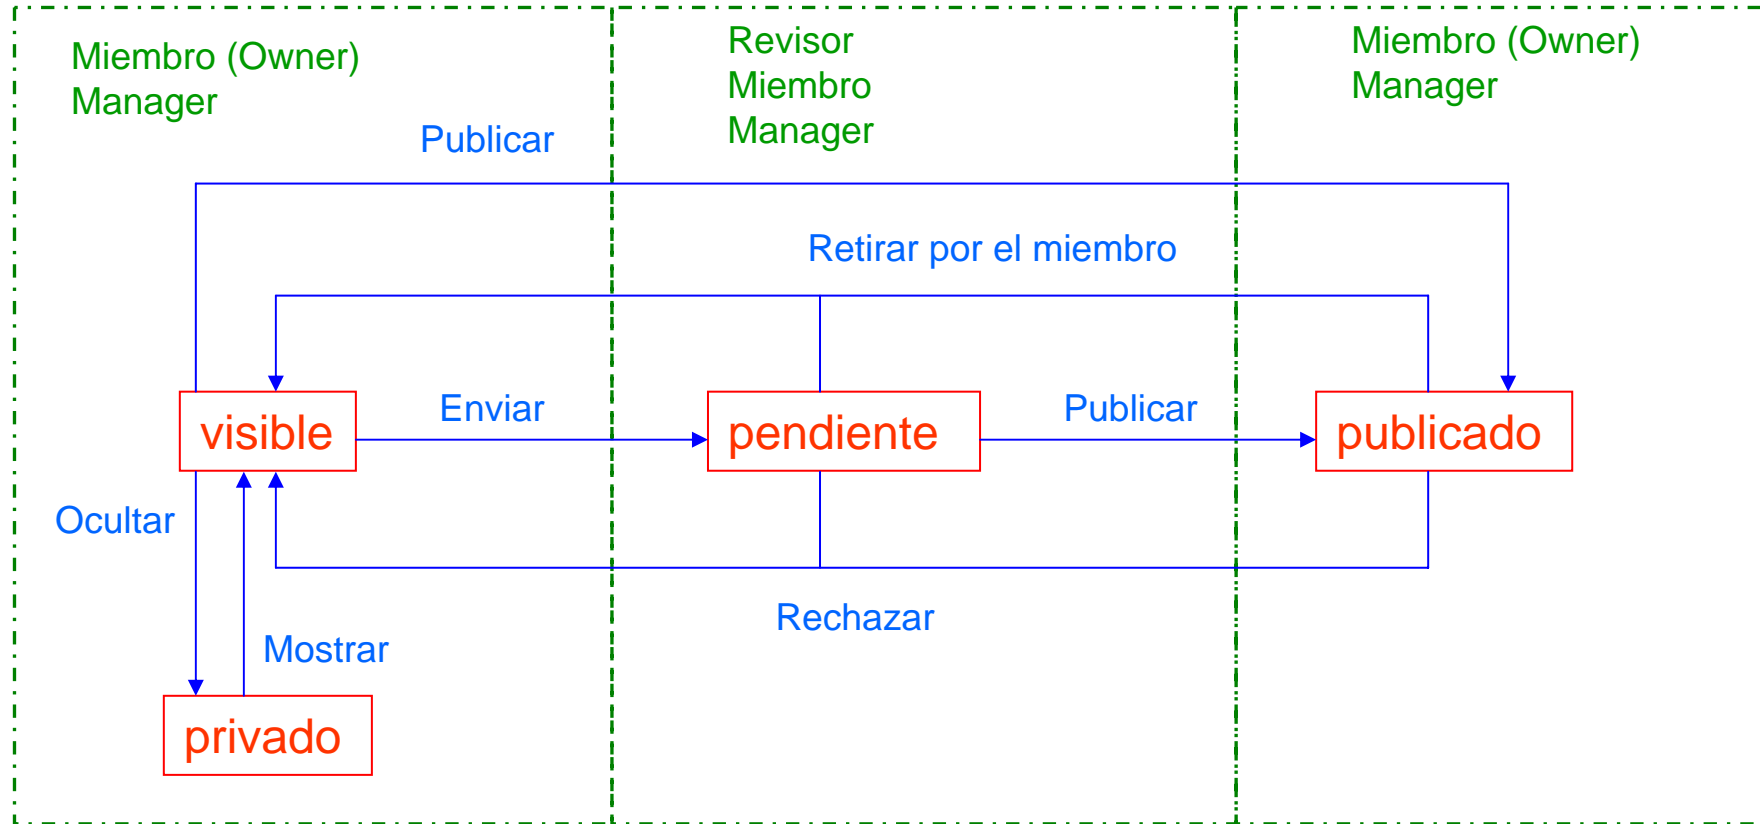 Miembro (Owner)
Manager
Revisor
Miembro
Manager
Miembro (Owner)
Manager
Publicar
Retirar por el miembro
visible
Enviar
pendiente
Publicar
publicado
Ocultar
Rechazar
Mostrar
privado